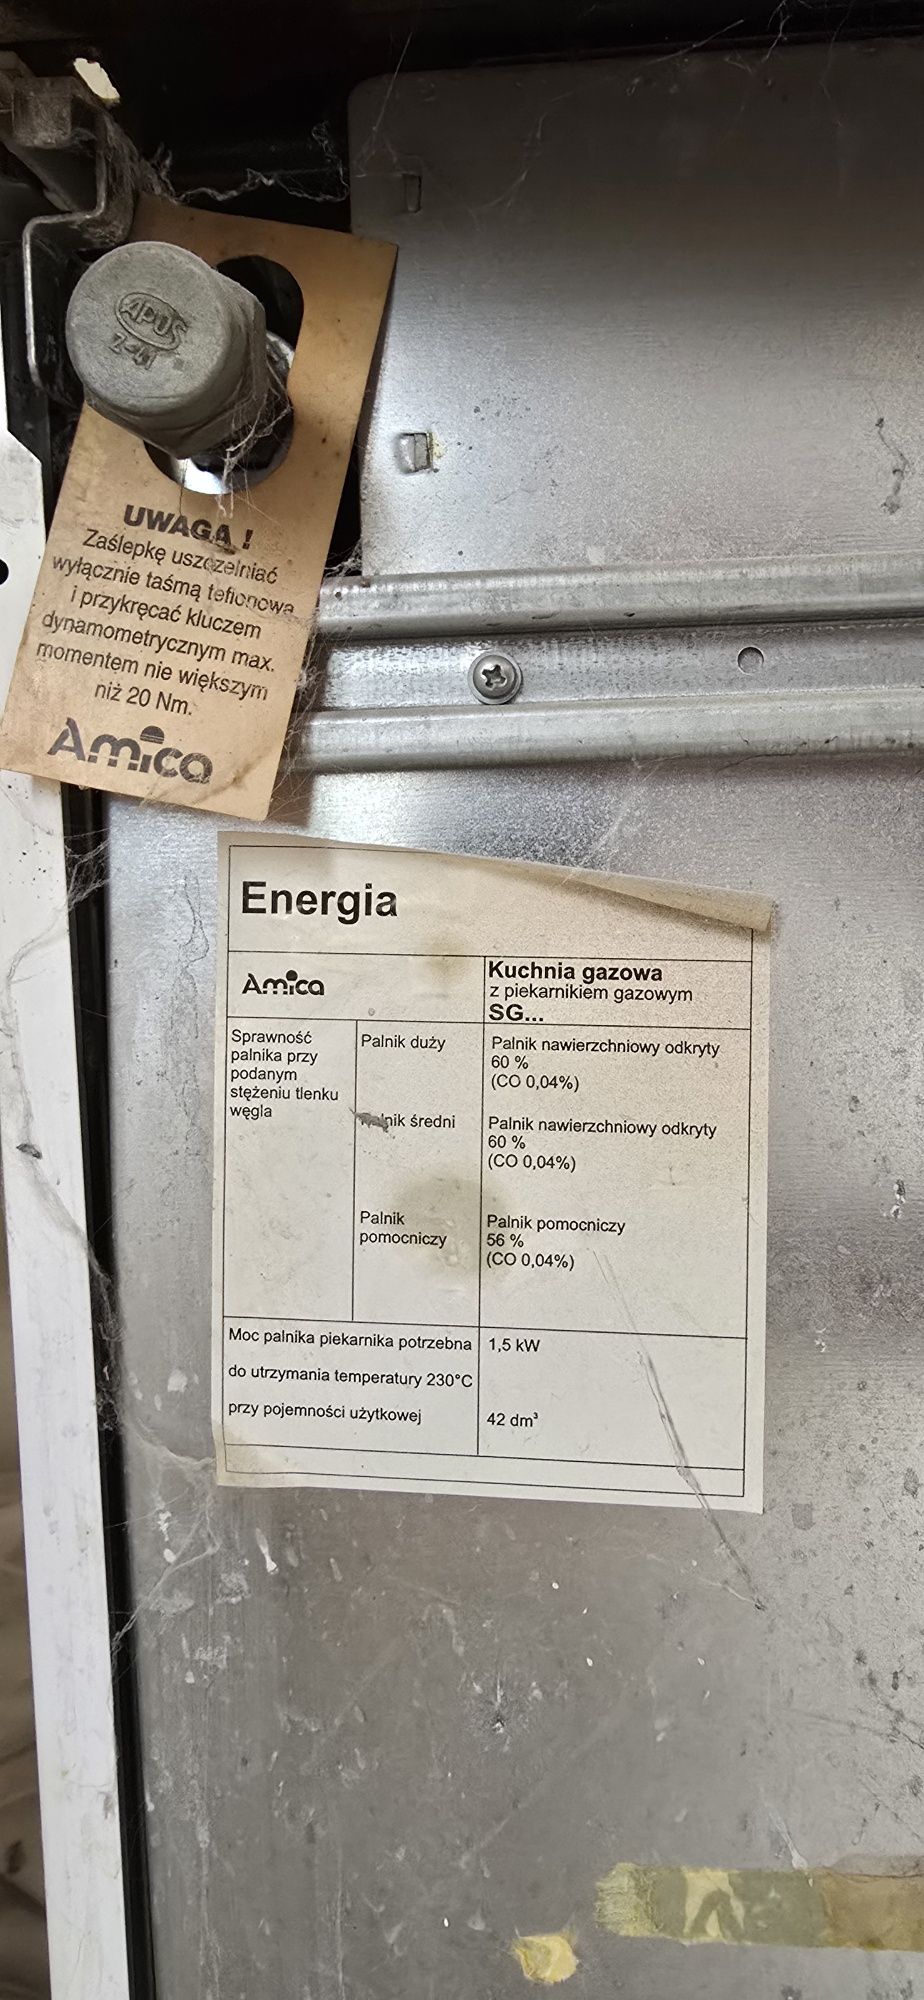 APOS
Z-41
UWAGA !
Zaślepkę uszczelniać
wyłącznie taśmą teflonową
i przykręcać kluczem
dynamometrycznym max.
momentem nie większym
niż 20 Nm.
Amica
Energia
Amica
Kuchnia gazowa
z piekarnikiem gazowym
SG...
Sprawność
palnika przy
podanym
stężeniu tlenku
węgla
Palnik duży
Palnik nawierzchniowy odkryty
60 %
(CO 0,04%)
Palnik średni
Palnik nawierzchniowy odkryty
60 %
(CO 0,04%)
Palnik
pomocniczy
Palnik pomocniczy
56 %
(CO 0,04%)
Moc palnika piekarnika potrzebna
do utrzymania temperatury 230°C
przy pojemności użytkowej
1,5 kW
42 dm³